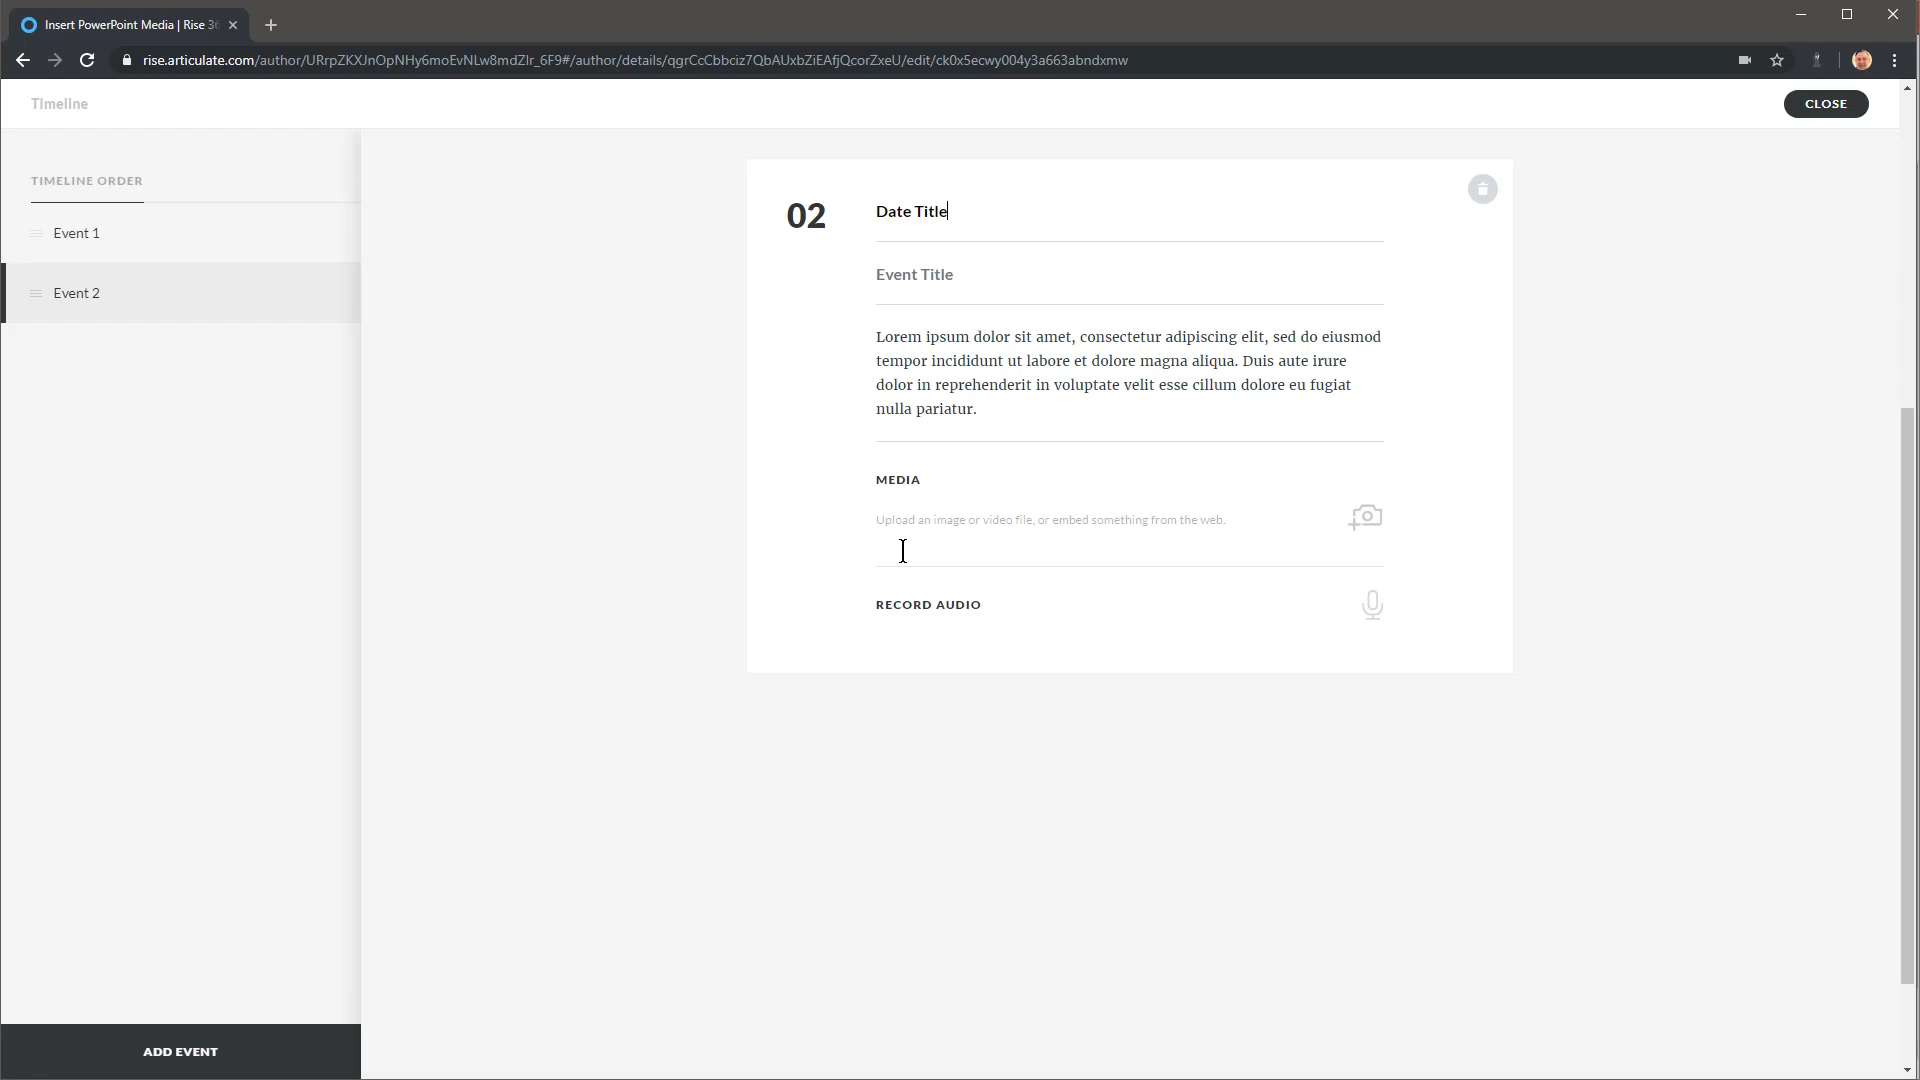 Insert PowerPoint Media | Rise 36
rise.articulate.com/author/URrpZKXJnOpNHy6moEvNLw8mdZlr_6F9#/author/details/qgrCcCbbciz7QbAUxbZiEAfjQcorZxeU/edit/ck0x5ecwy004y3a663abndxmw
Timeline
CLOSE
TIMELINE ORDER
Event 1
Event 2
ADD EVENT
02
Date Title
Event Title
Lorem ipsum dolor sit amet, consectetur adipiscing elit, sed do eiusmod
tempor incididunt ut labore et dolore magna aliqua. Duis aute irure
dolor in reprehenderit in voluptate velit esse cillum dolore eu fugiat
nulla pariatur.
MEDIA
Upload an image or video file, or embed something from the web.
RECORD AUDIO